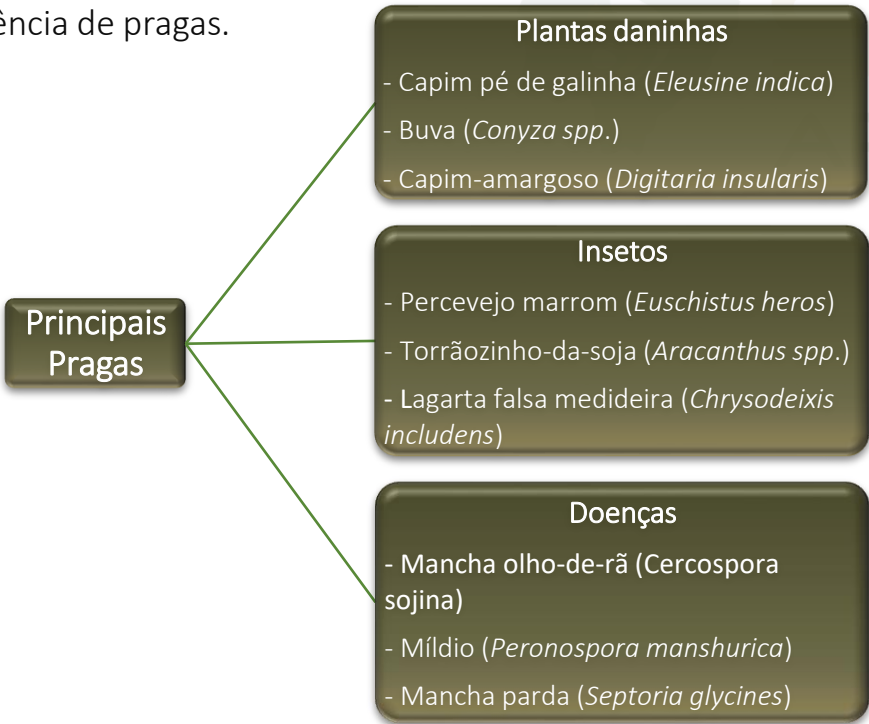 ência de pragas.
Plantas daninhas
- Capim pé de galinha (Eleusine indica)
- Buva (Conyza spp.)
- Capim-amargoso (Digitaria insularis)
Principais
Pragas
Insetos
- Percevejo marrom (Euschistus heros)
- Torrãozinho-da-soja (Aracanthus spp.)
- Lagarta falsa medideira (Chrysodeixis
includens)
Doenças
- Mancha olho-de-rã (Cercospora
sojina)
- Míldio (Peronospora manshurica)
- Mancha parda (Septoria glycines)